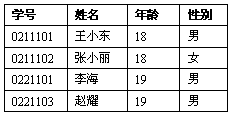 学号 姓名 年龄 性别
0211101 王小东 18 男
0211102 张小丽 18 女
0221101 李海 19 男
0221103 赵耀 19 男